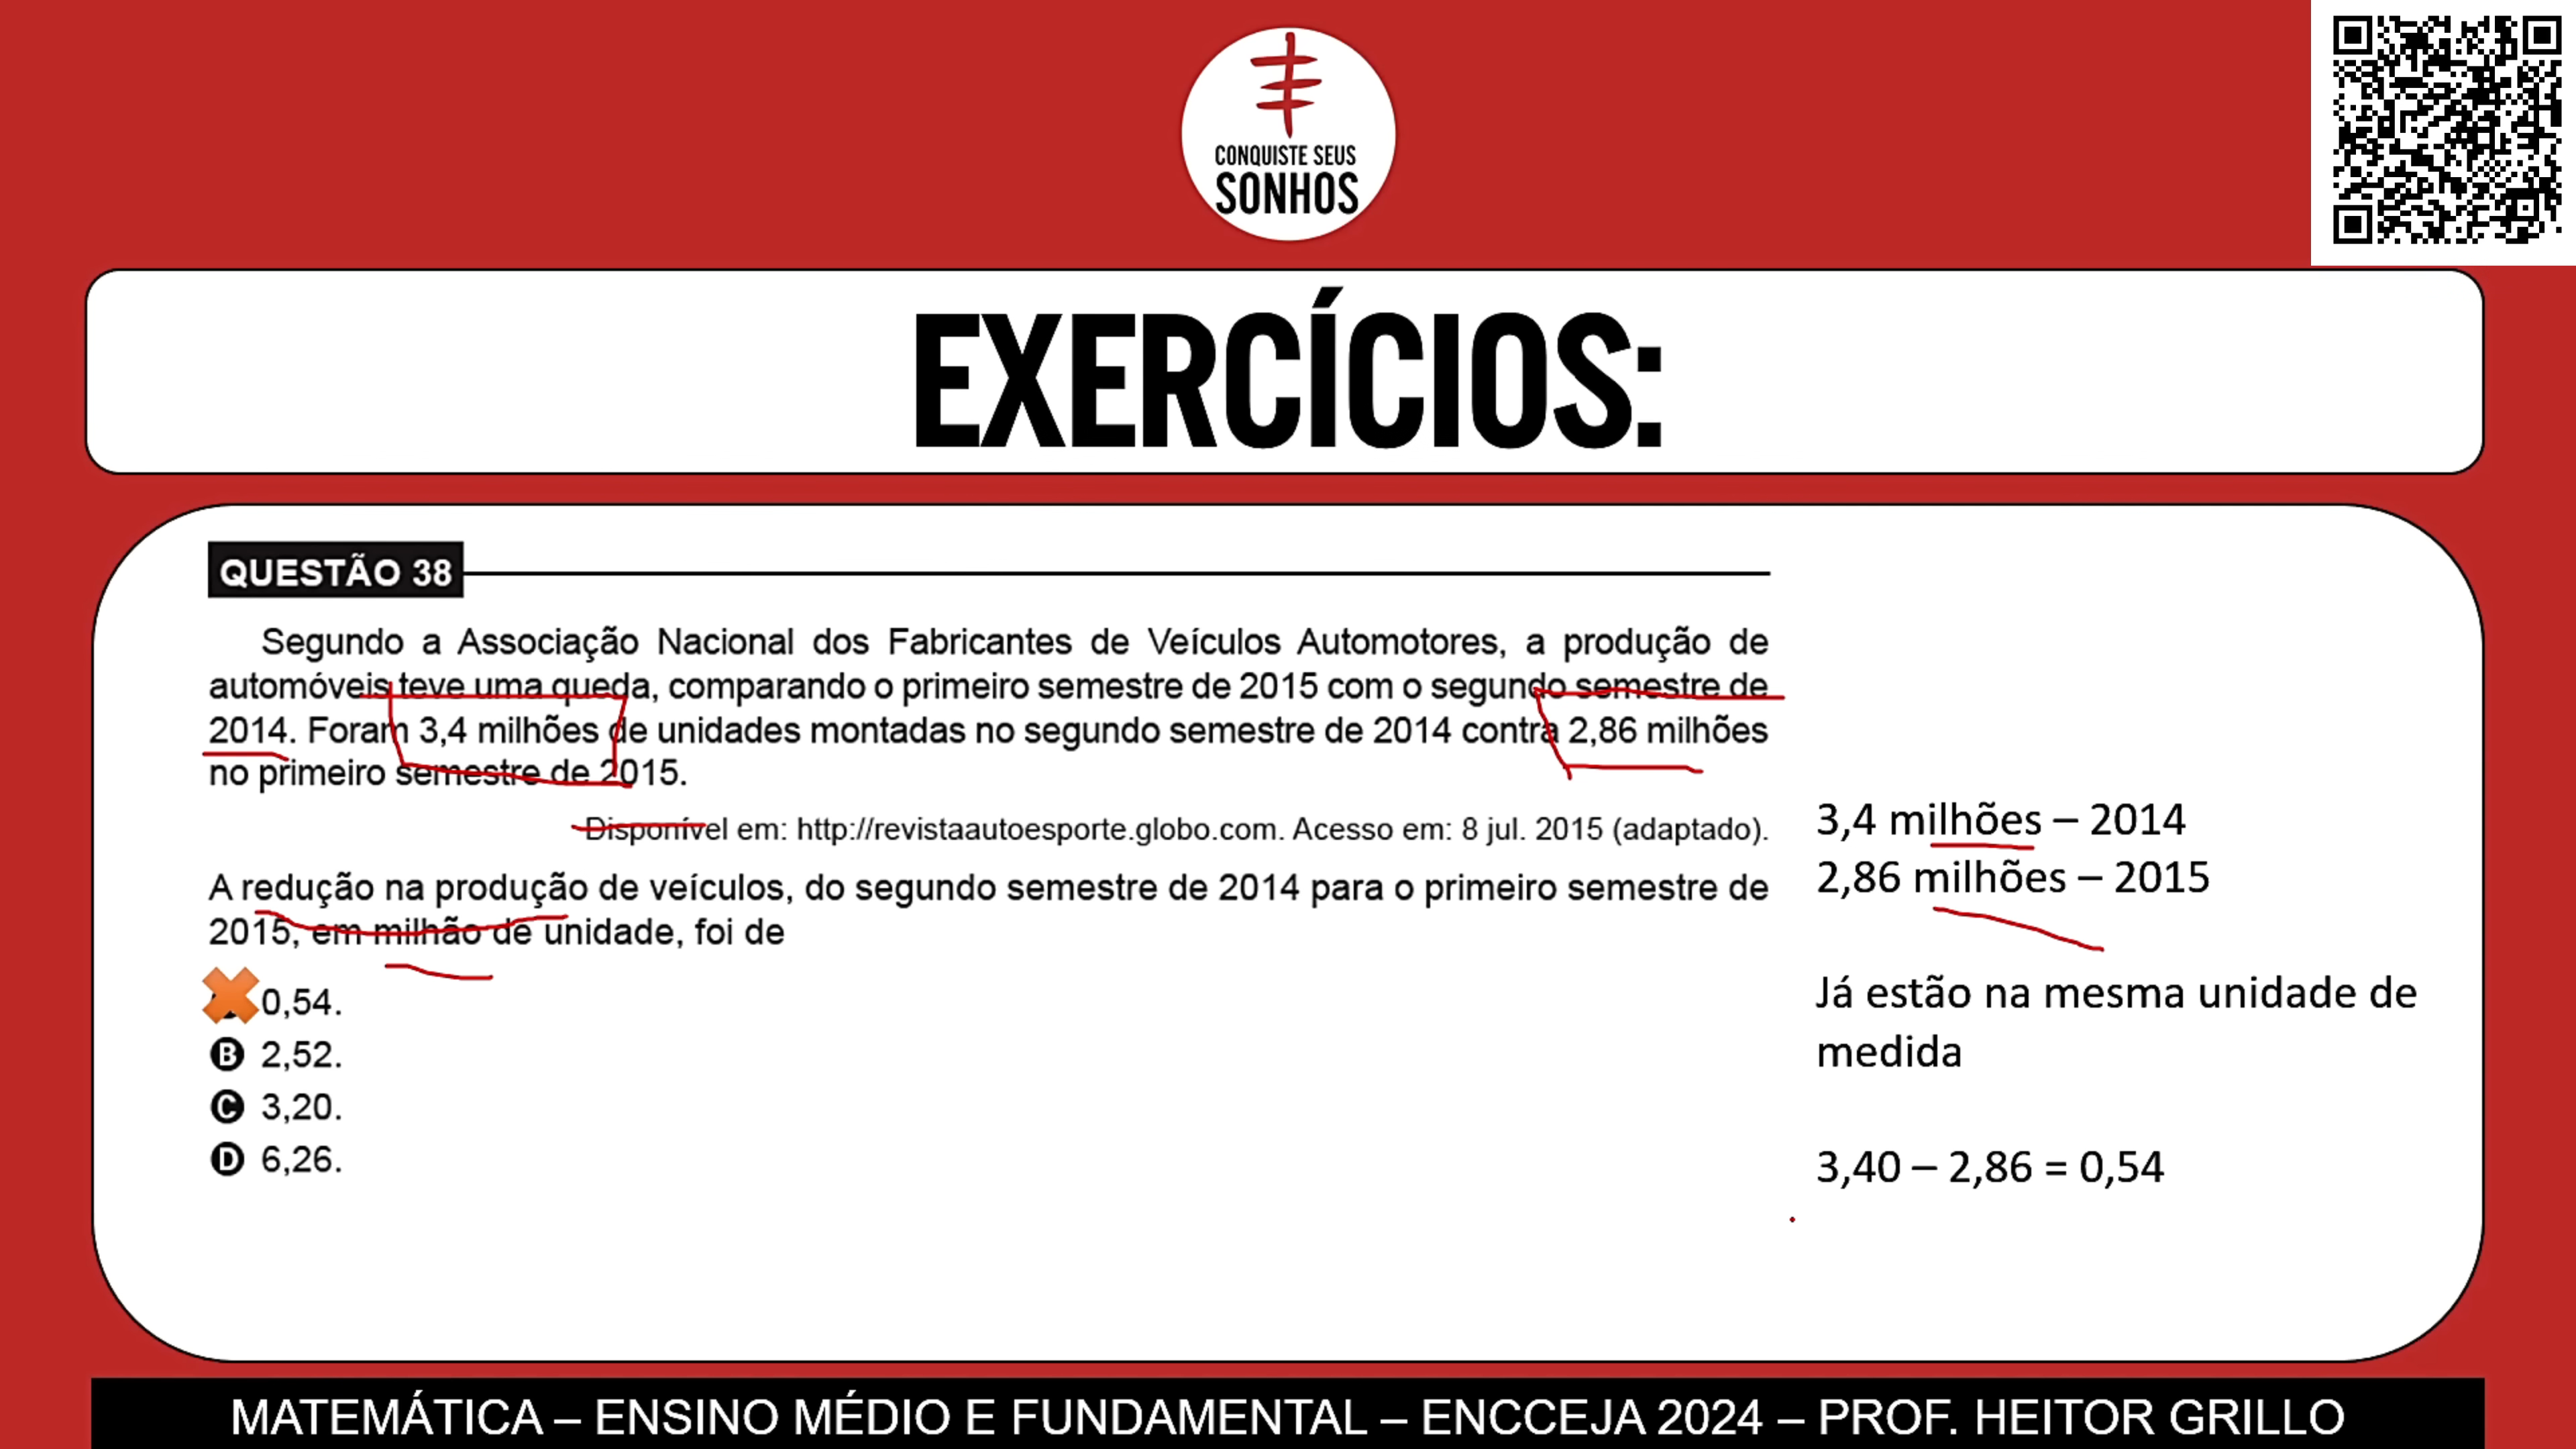 CONQUISTE SEUS
SONHOS
EXERCÍCIOS:
QUESTÃO 38
Segundo a Associação Nacional dos Fabricantes de Veículos Automotores, a produção de
automóveis teve uma queda, comparando o primeiro semestre de 2015 com o segundo semestre de
2014. Foram 3,4 milhões de unidades montadas no segundo semestre de 2014 contra 2,86 milhões
no primeiro semestre de 2015.
Disponível em: http://revistaautoesporte.globo.com. Acesso em: 8 jul. 2015 (adaptado).
A redução na produção de veículos, do segundo semestre de 2014 para o primeiro semestre de
2015, em milhão de unidade, foi de
0,54.
B 2,52.
C 3,20.
D 6,26.
3,4 milhões – 2014
2,86 milhões – 2015
Já estão na mesma unidade de
medida
3,40 – 2,86 = 0,54
MATEMÁTICA – ENSINO MÉDIO E FUNDAMENTAL – ENCCEJA 2024 – PROF. HEITOR GRILLO